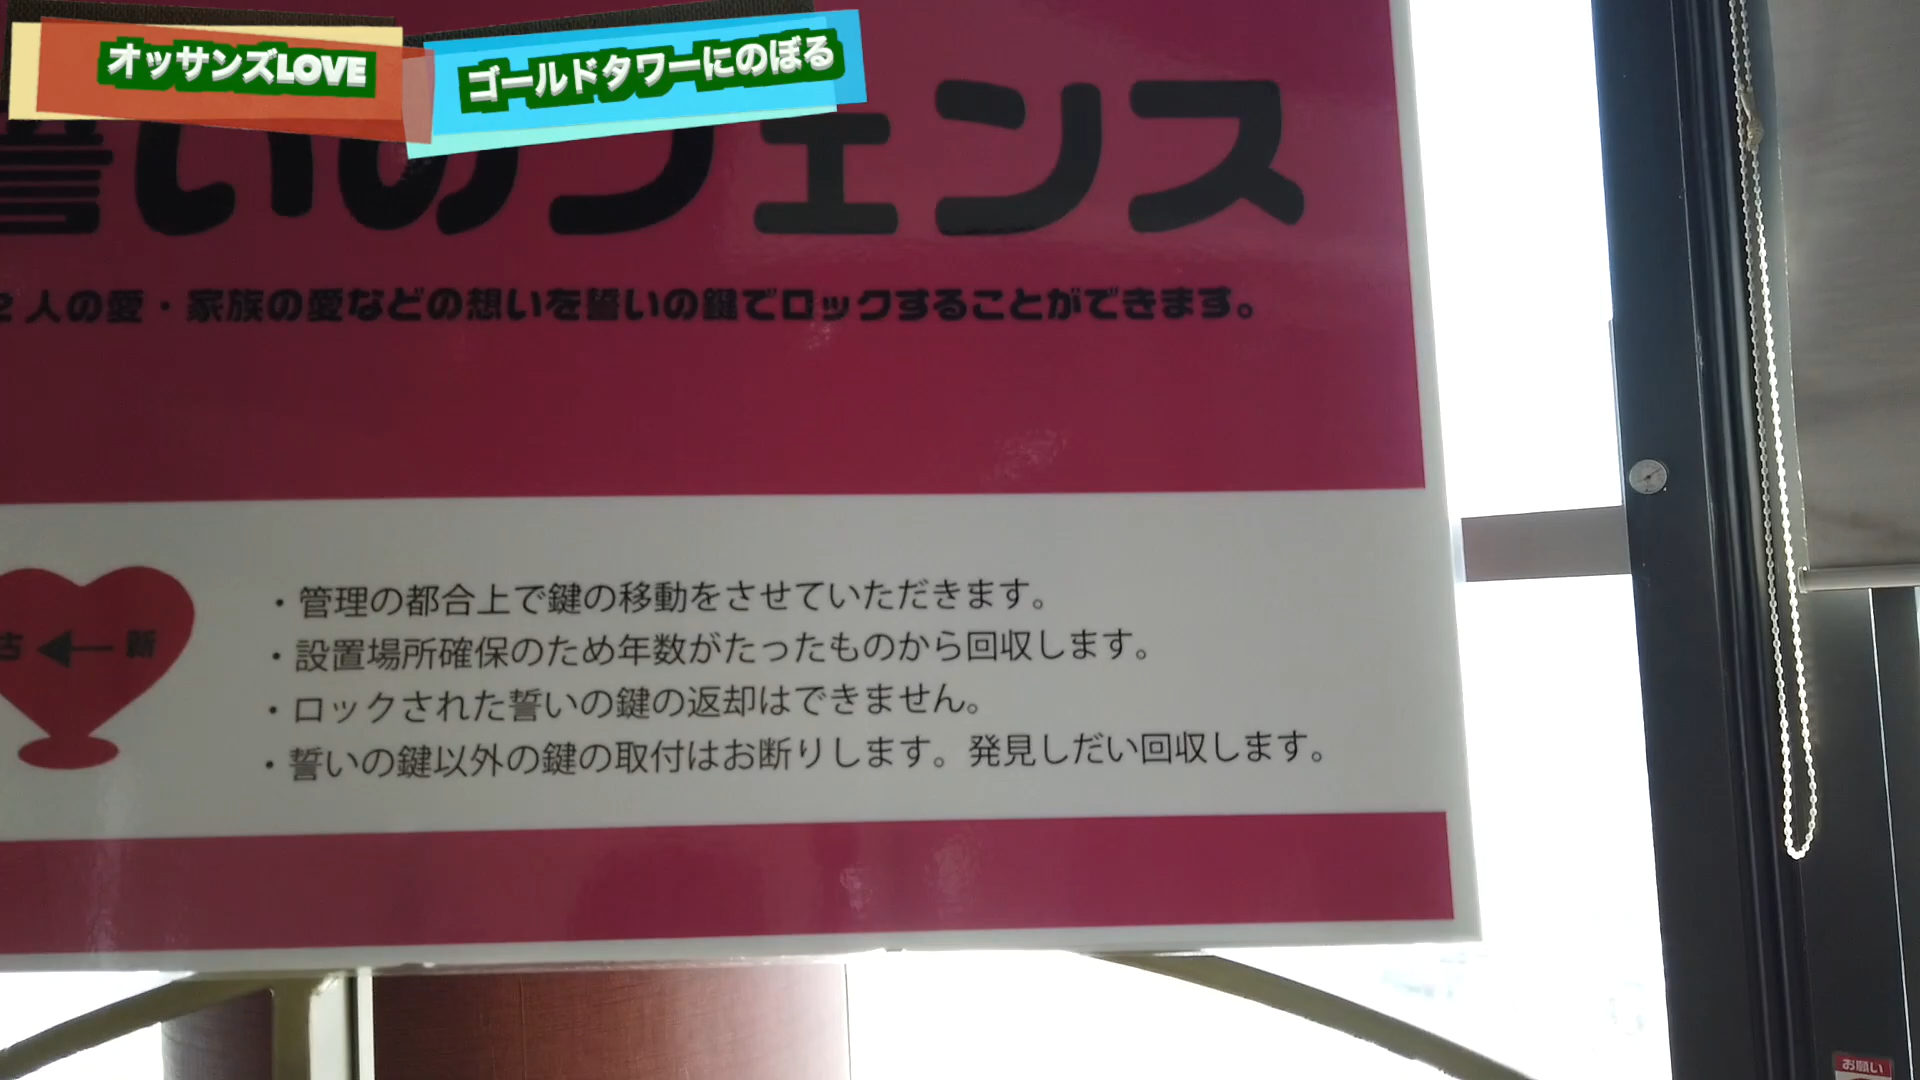 オッサンズLOVE
ゴールドタワーにのぼる
誓いのフェンス
2人の愛・家族の愛などの想いを誓いの鍵でロックすることができます。
古 ← 新
・管理の都合上で鍵の移動をさせていただきます。
・設置場所確保のため年数がたったものから回収します。
・ロックされた誓いの鍵の返却はできません。
・誓いの鍵以外の鍵の取付はお断りします。発見しだい回収します。
お願い